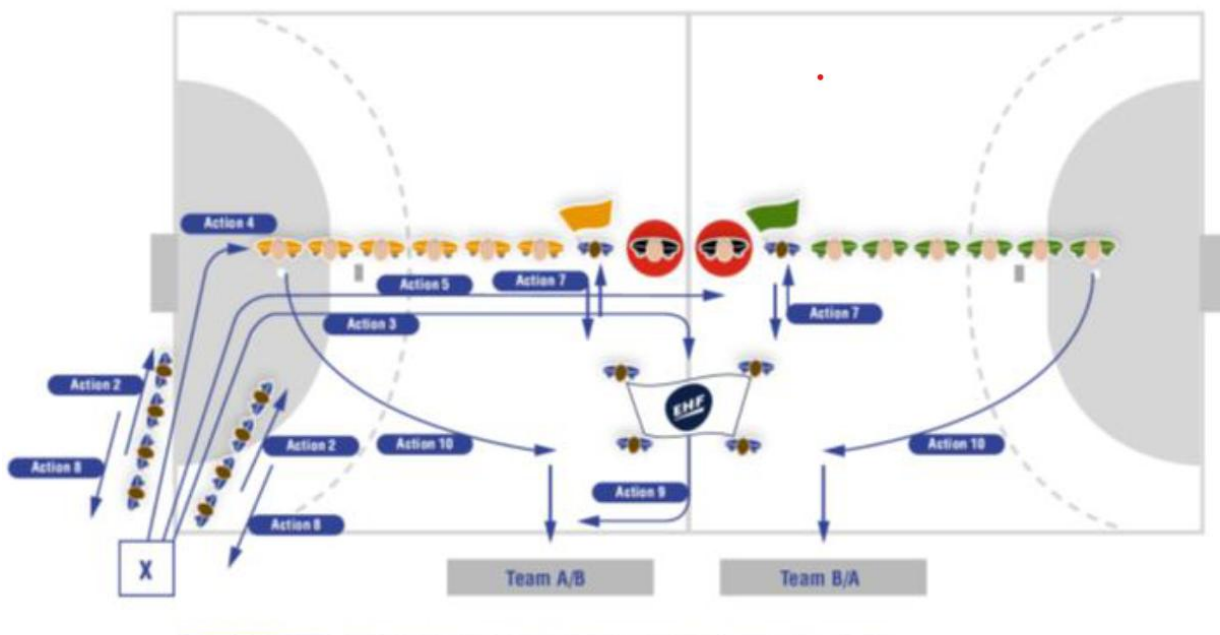 Action 4
Action 5
Action 7
Action 3
Action 7
Action 2
EHF
Action 10
Action 2
Action 10
Action 8
Action 9
Action 8
X
Team A/B
Team B/A